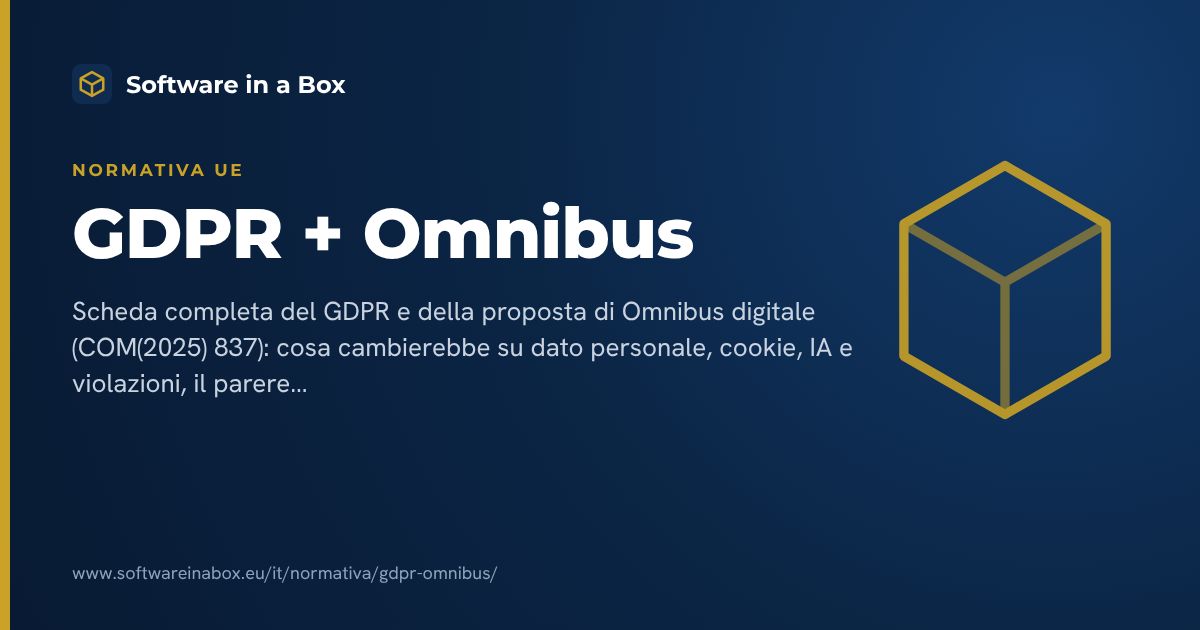 Software in a Box
NORMATIVA UE
GDPR + Omnibus
Scheda completa del GDPR e della proposta di Omnibus digitale
(COM(2025) 837): cosa cambierebbe su dato personale, cookie, IA e
violazioni, il parere…
www.softwareinabox.eu/it/normativa/gdpr-omnibus/